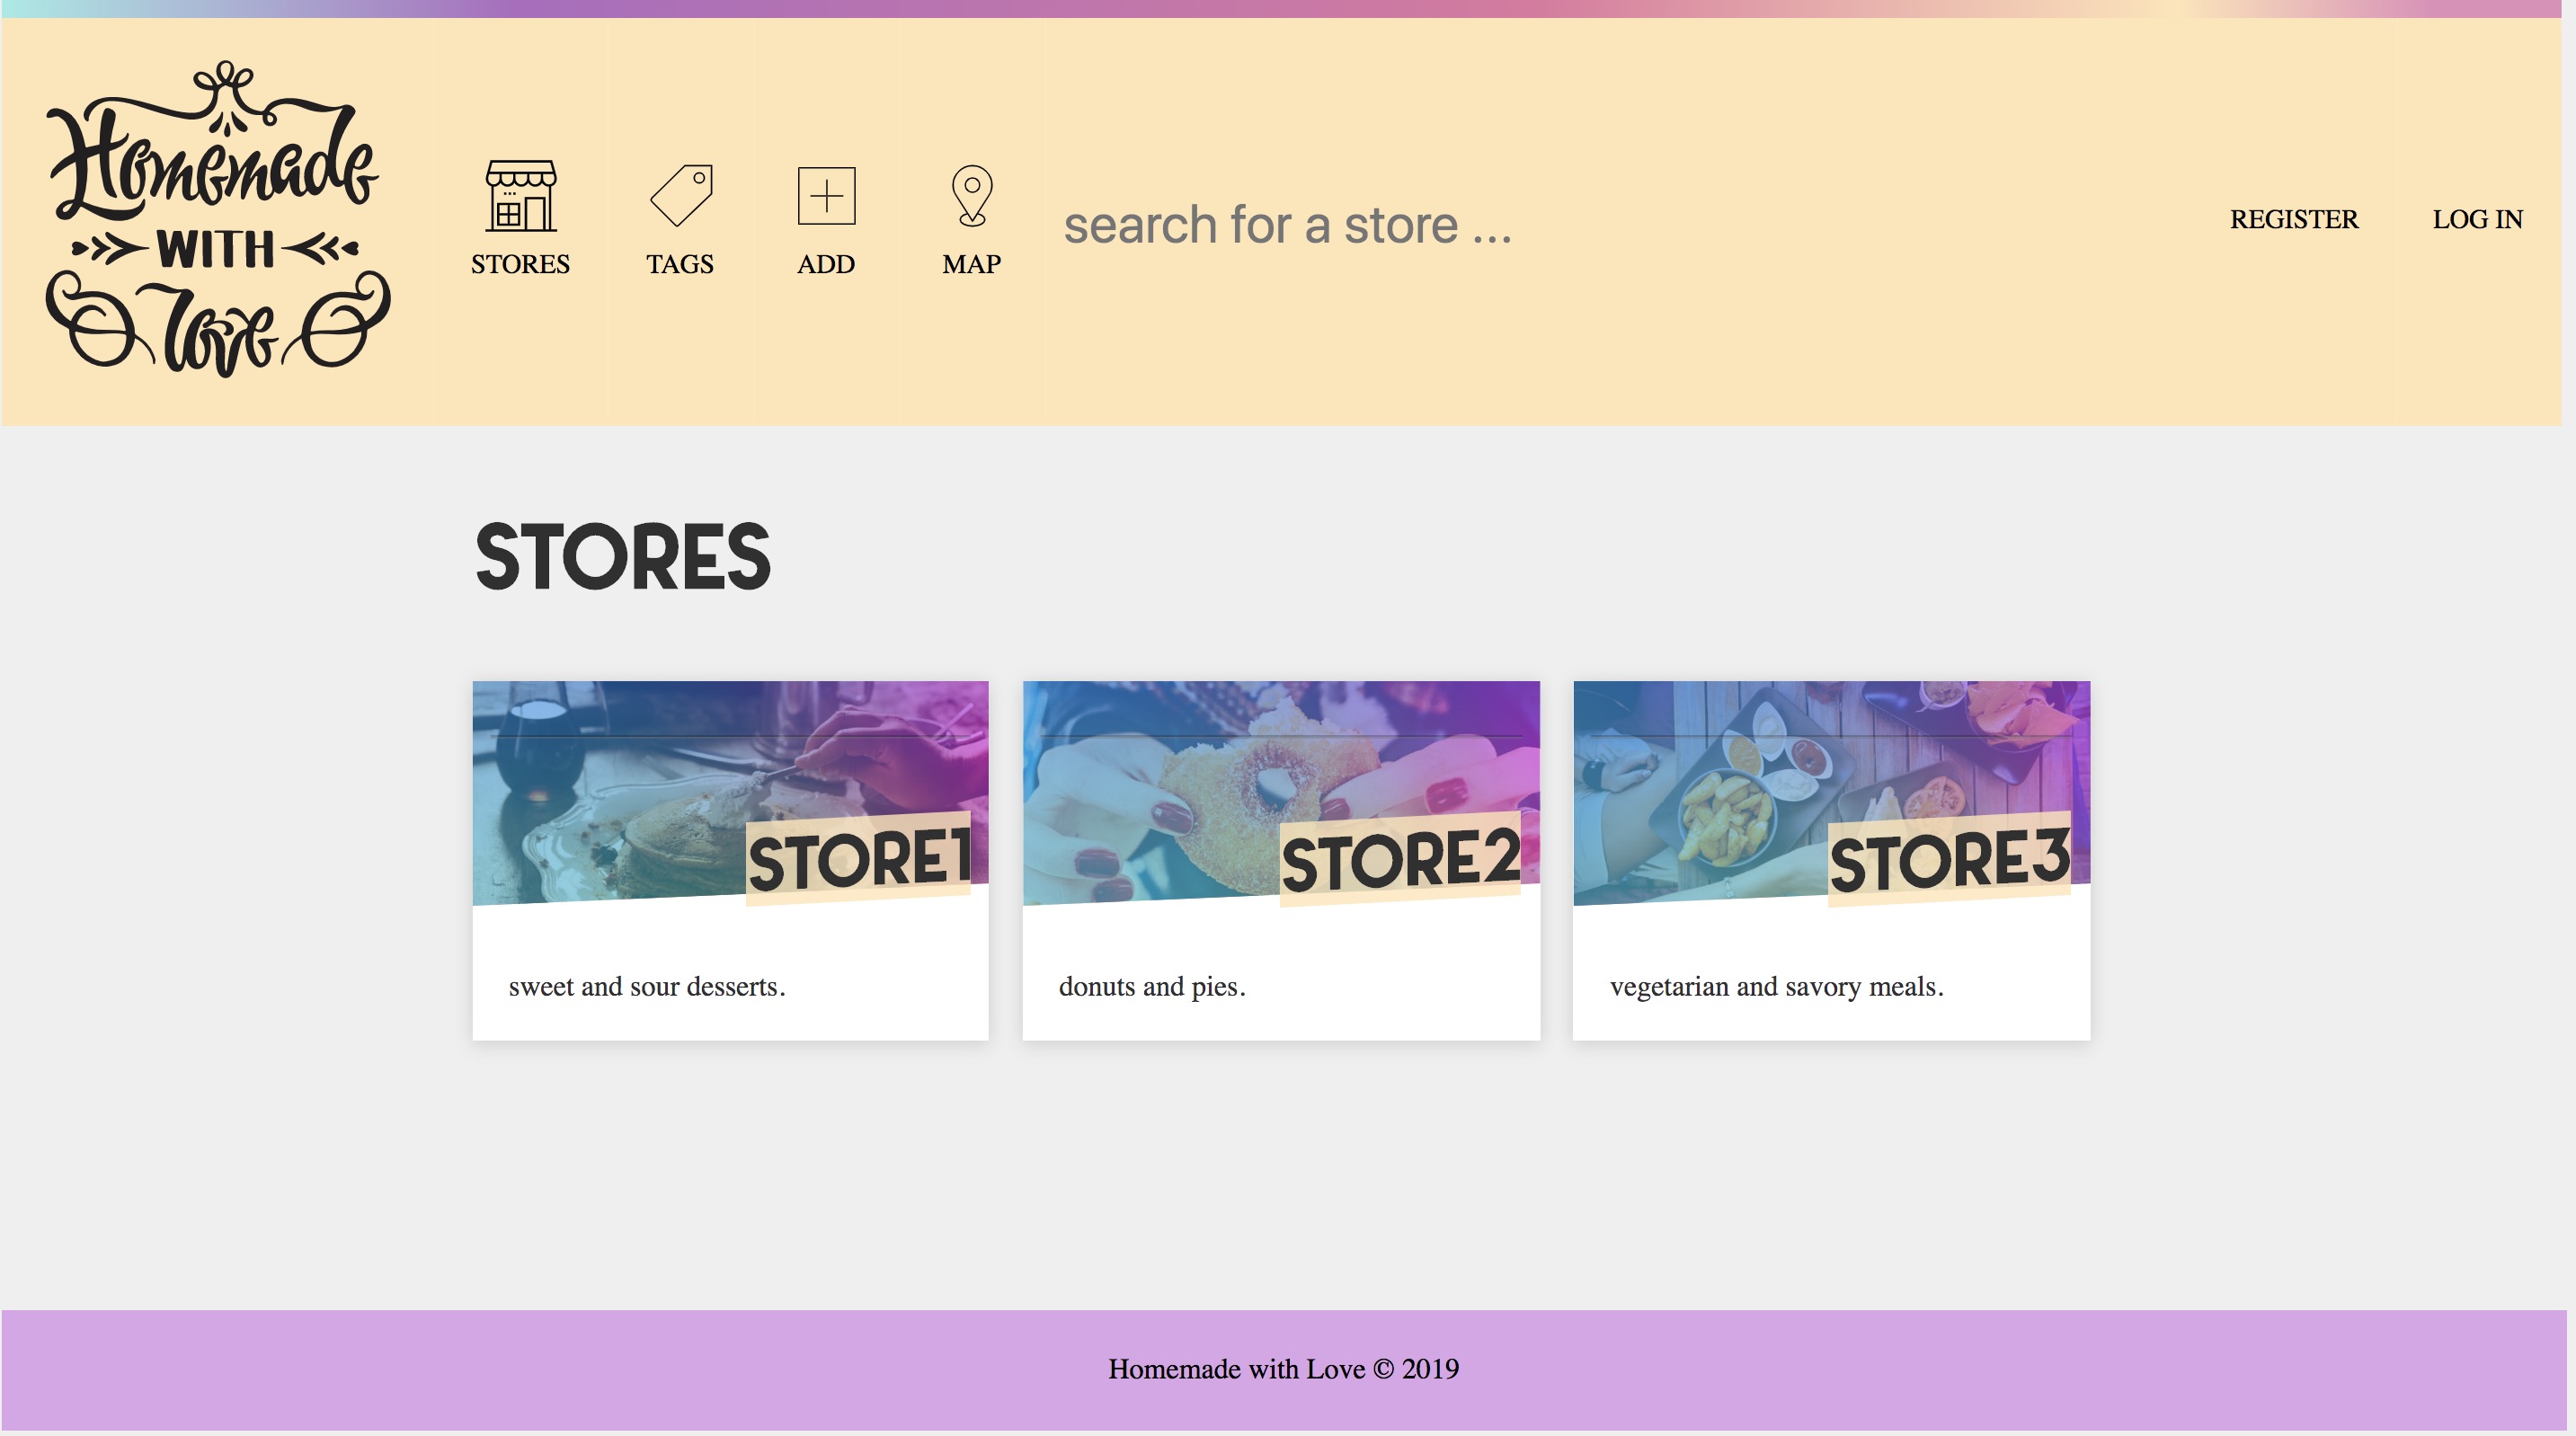 Homemade
WITH
love
STORES
TAGS
ADD
MAP
search for a store ...
REGISTER
LOG IN
STORES
STORE1
STORE2
STORE3
sweet and sour desserts.
donuts and pies.
vegetarian and savory meals.
Homemade with Love © 2019